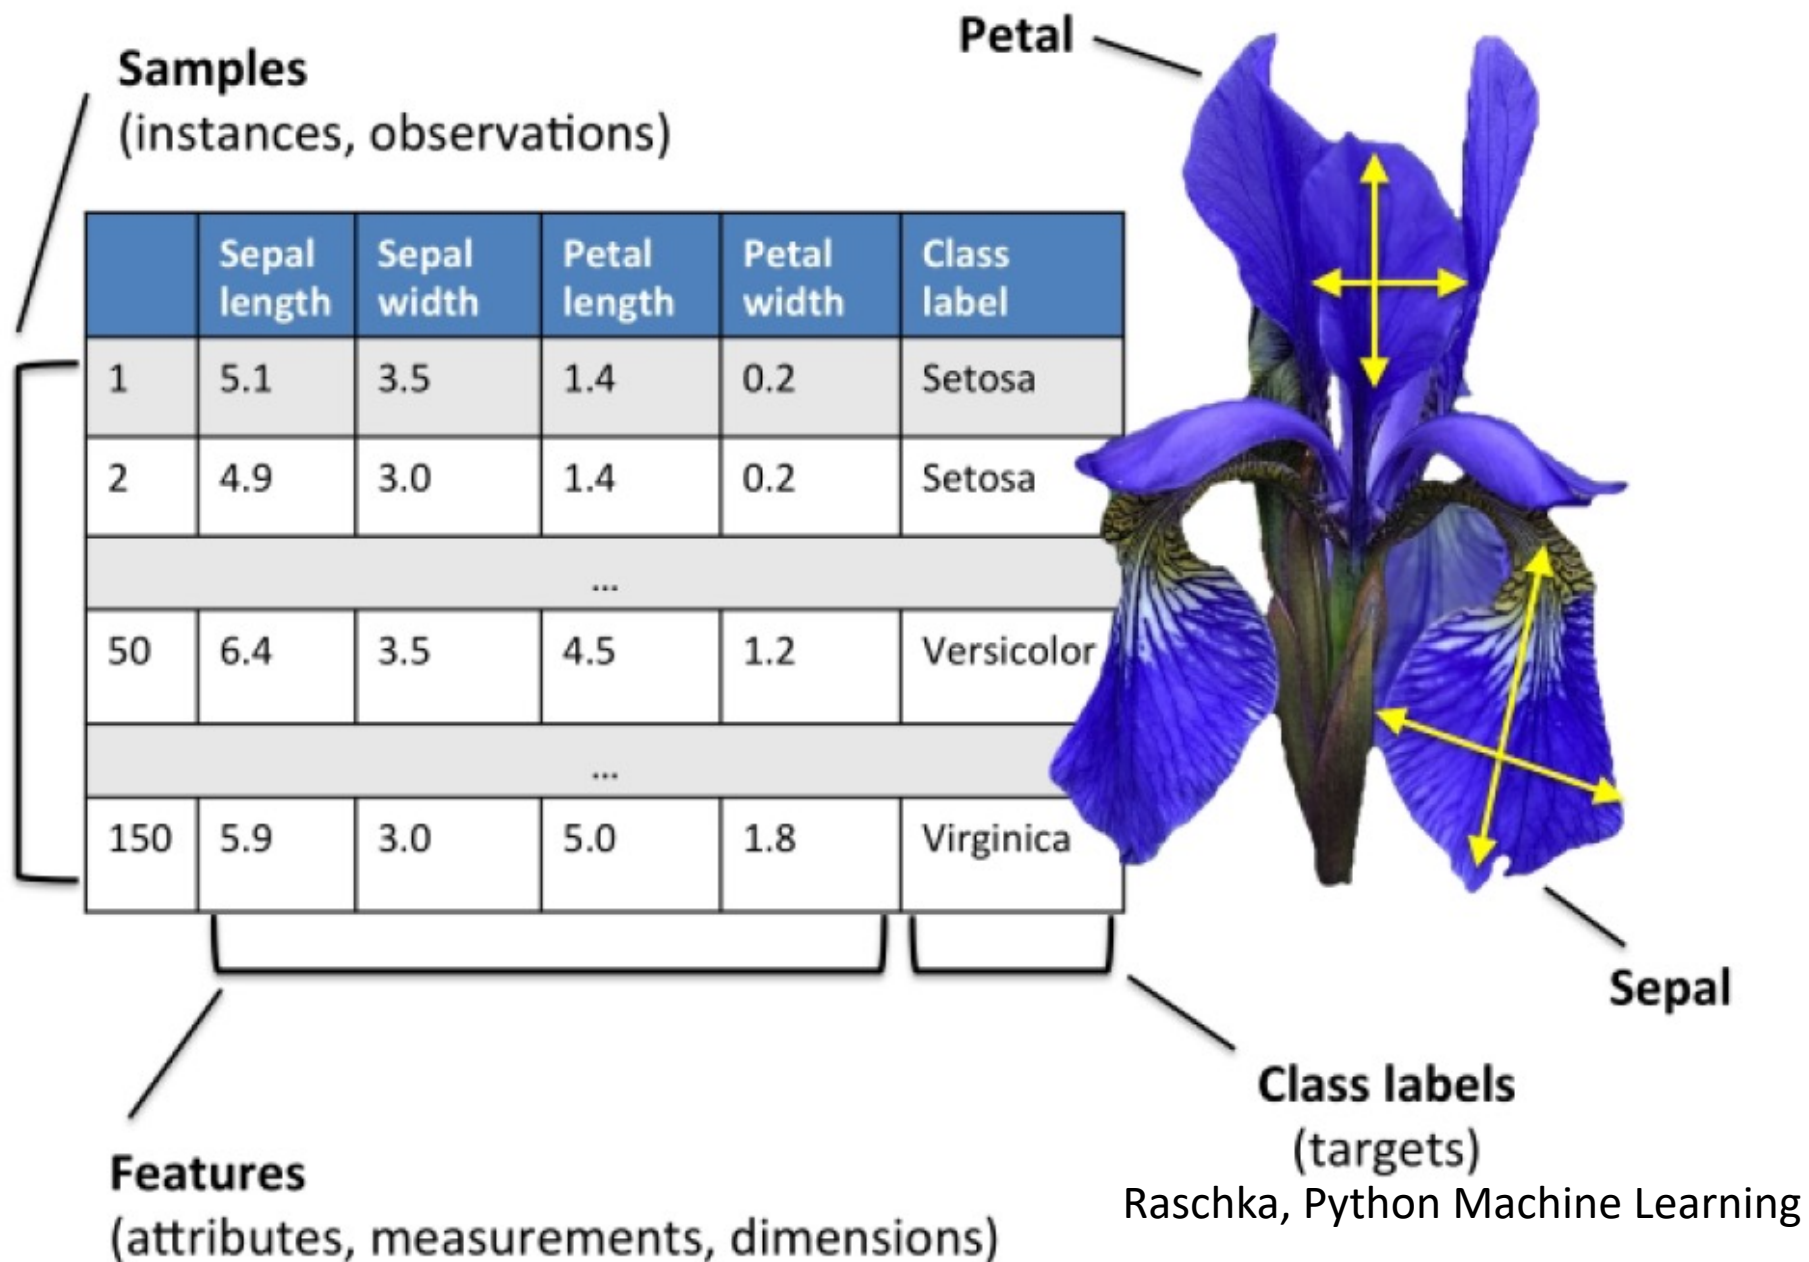 Petal
Samples
(instances, observations)
Sepal length Sepal width Petal length Petal width Class label
1 5.1 3.5 1.4 0.2 Setosa
2 4.9 3.0 1.4 0.2 Setosa
...
50 6.4 3.5 4.5 1.2 Versicolor
...
150 5.9 3.0 5.0 1.8 Virginica
Sepal
Class labels
(targets)
Features
(attributes, measurements, dimensions)
Raschka, Python Machine Learning